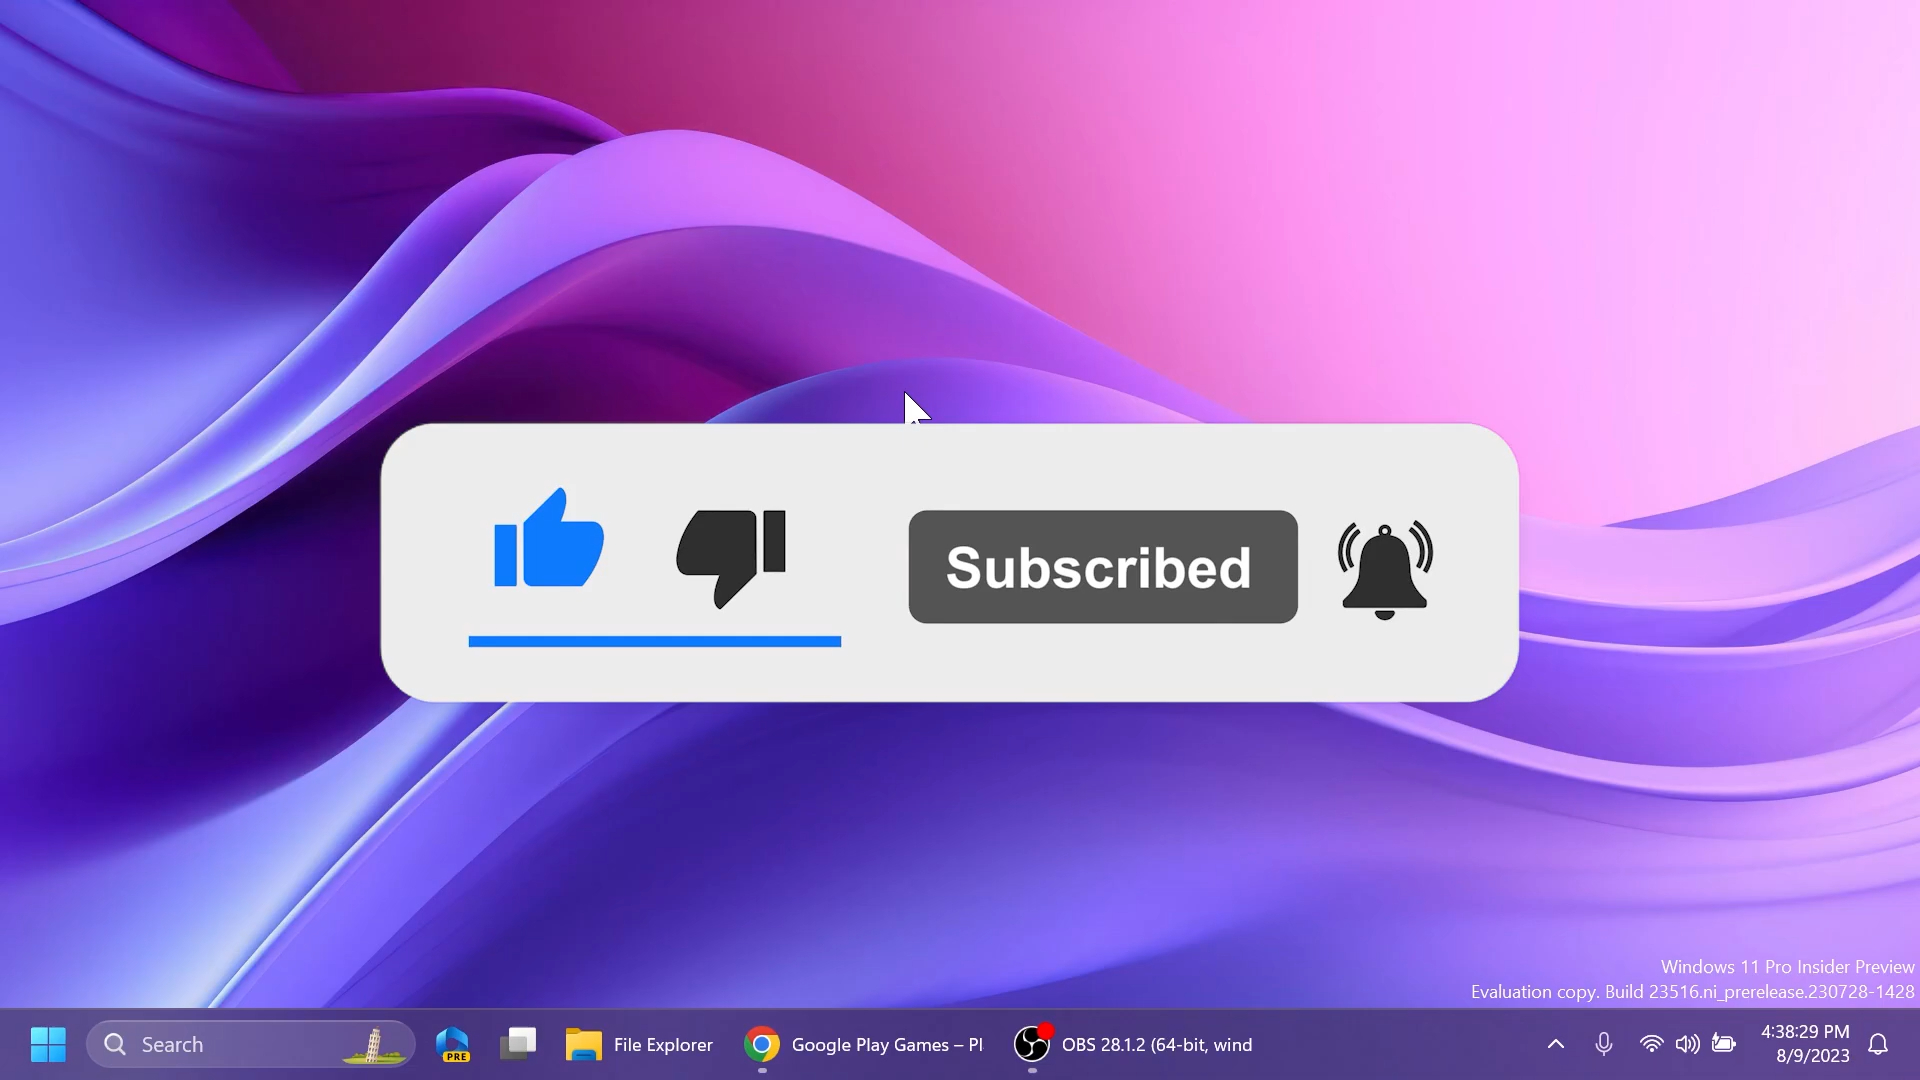 Subscribed
Windows 11 Pro Insider Preview
Evaluation copy. Build 23516.ni_prerelease.230728-1428
Search
PRE
File Explorer
Google Play Games – Pl
OBS 28.1.2 (64-bit, wind
4:38:29 PM
8/9/2023